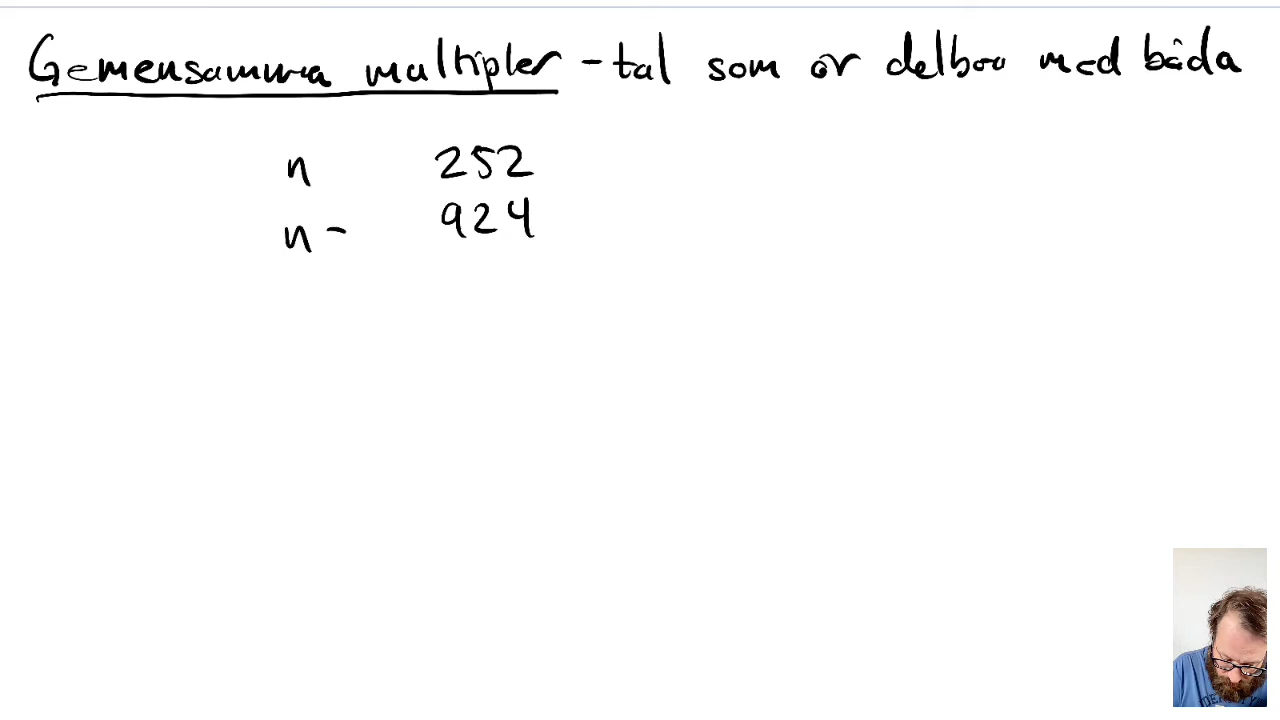 Gemensamma multipler - tal som är delbara med båda
n 252
n - 924